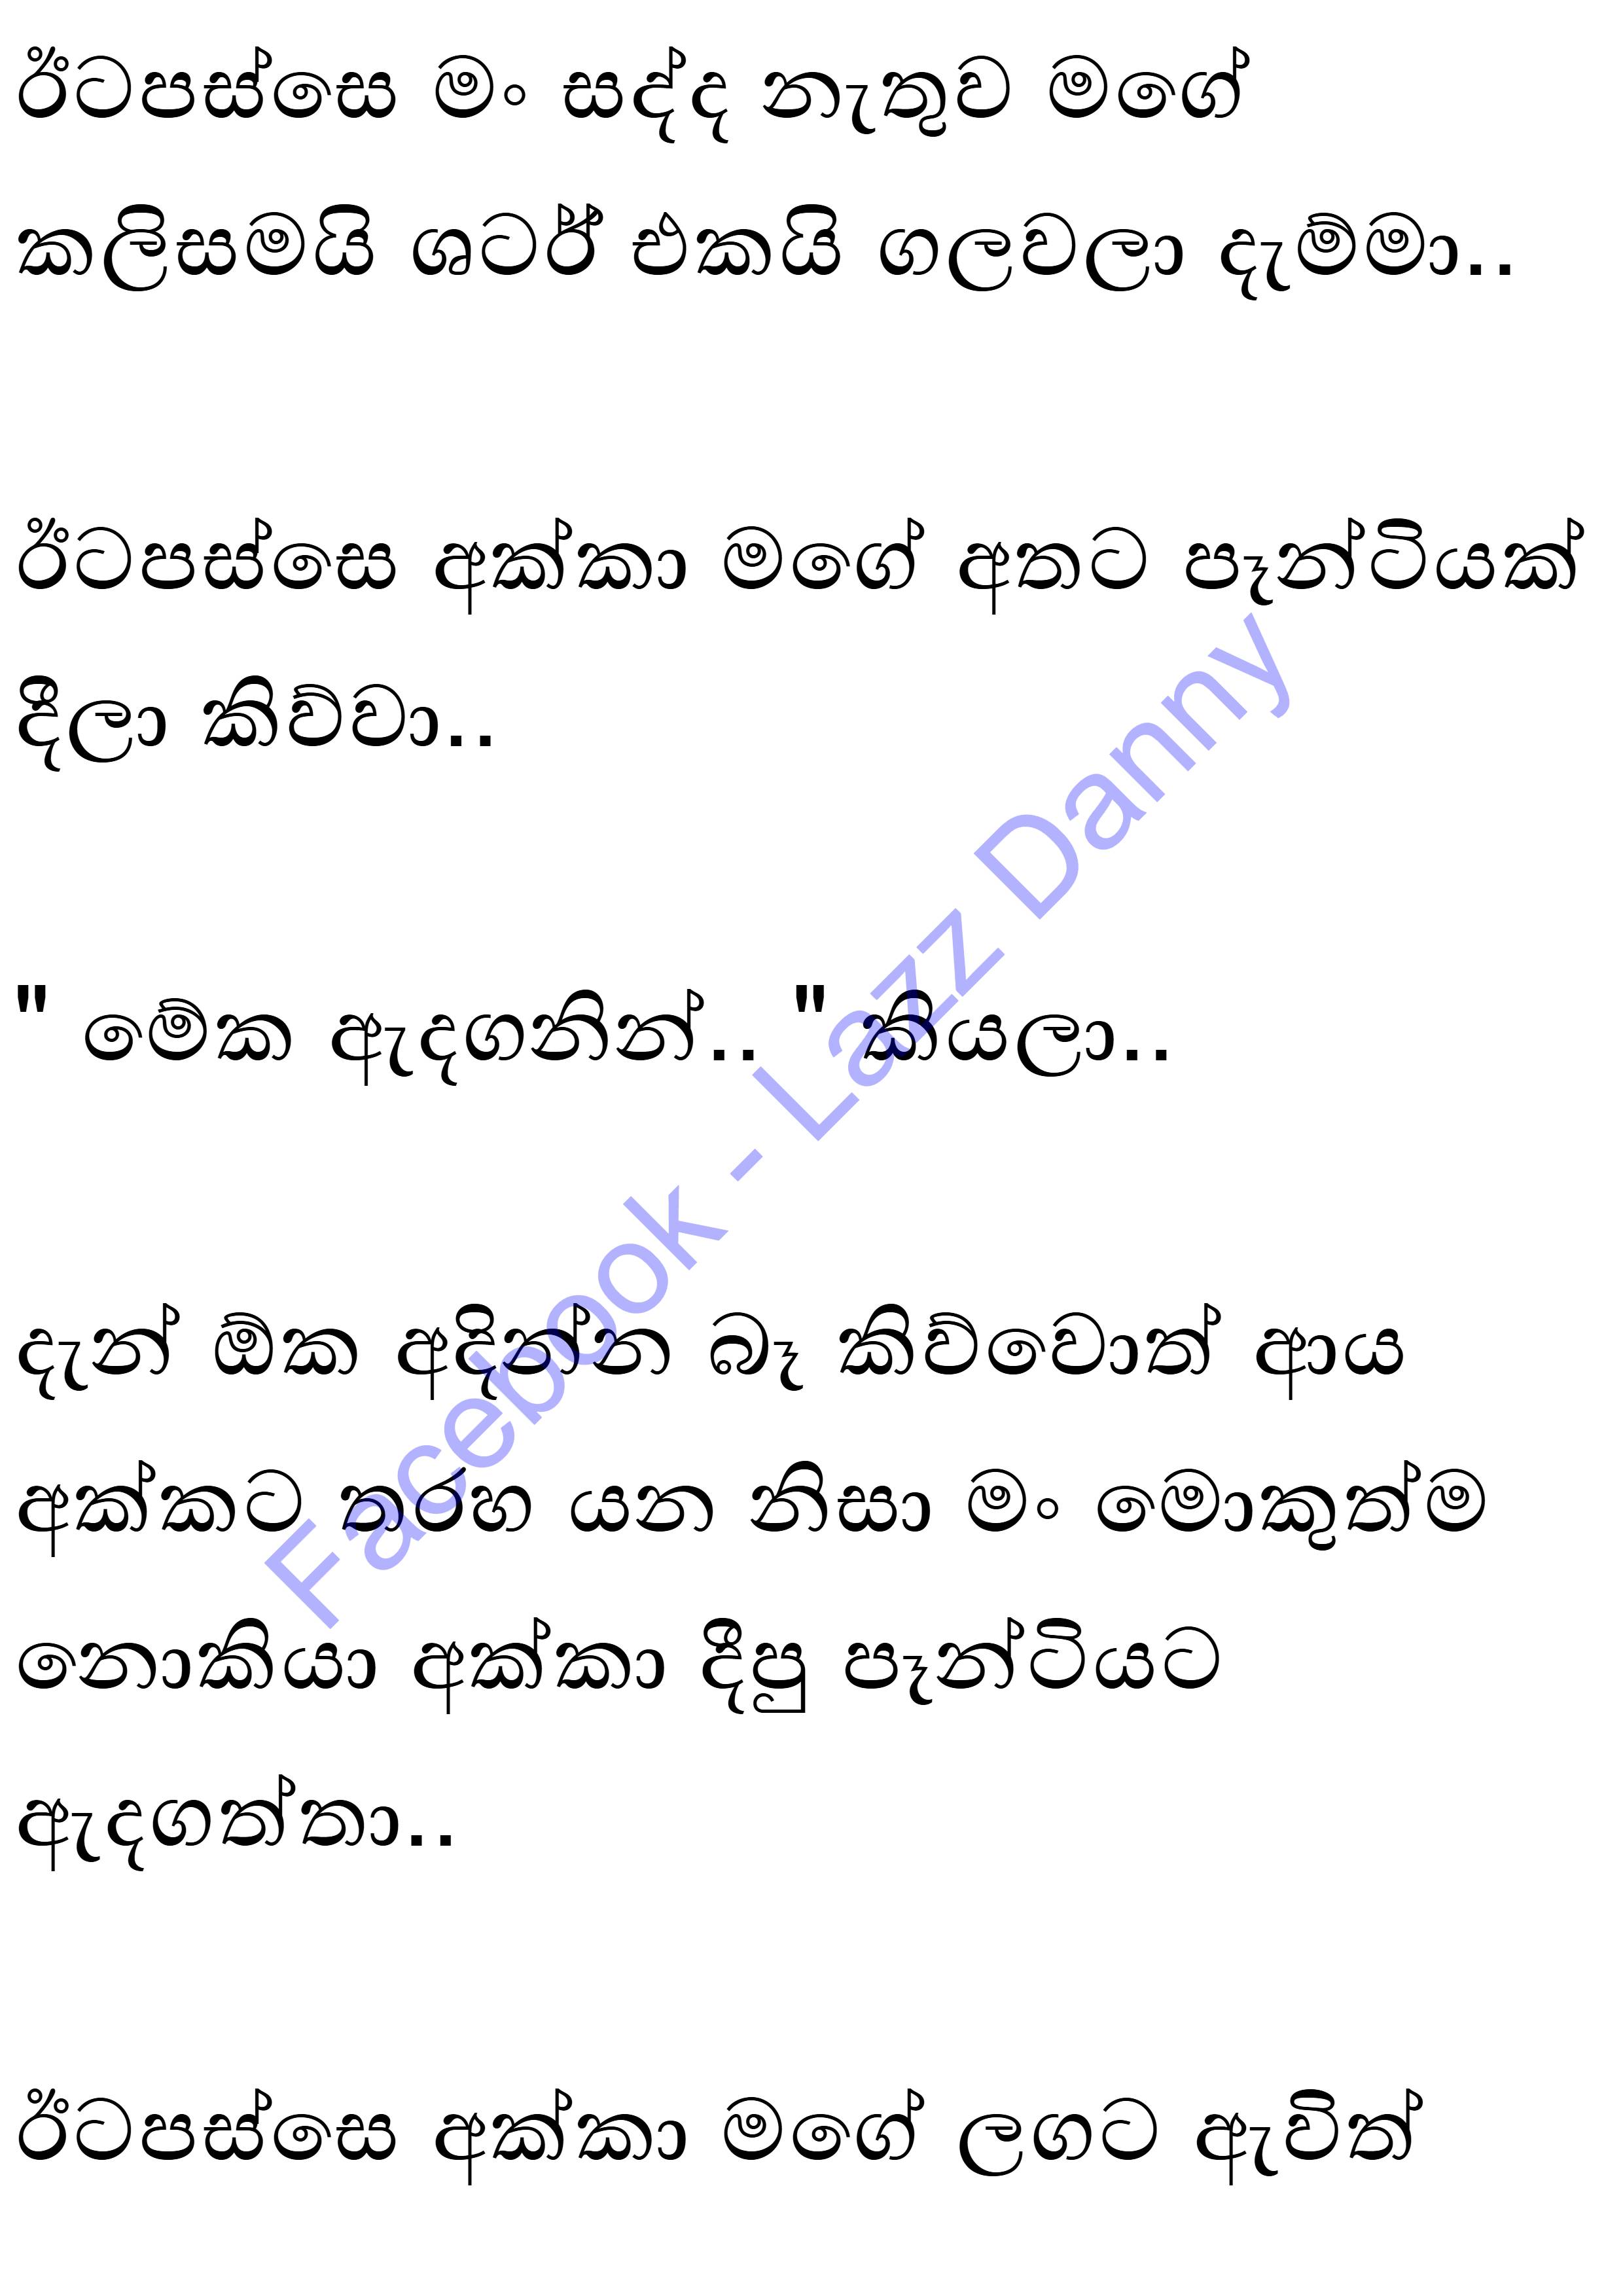 ඊටපස්සෙ මං සද්ද නැතුව මගේ
කලිසමයි ශටර්ට් එකයි ගලවලා දැම්මා..
ඊටපස්සෙ අක්කා මගේ අතට පෑන්ටියක්
දීලා කිව්වා..
" මේක ඇදගනින්.. " කියලා..
දැන් ඕක අදින්න බෑ කිව්වොත් ආය
අක්කට තරහ යන නිසා මං මොකුත්ම
නොකියා අක්කා දීපු පෑන්ටියට
ඇදගත්තා..
ඊටපස්සෙ අක්කා මගේ ලගට ඇවිත්
Facebook - Lazz Danny